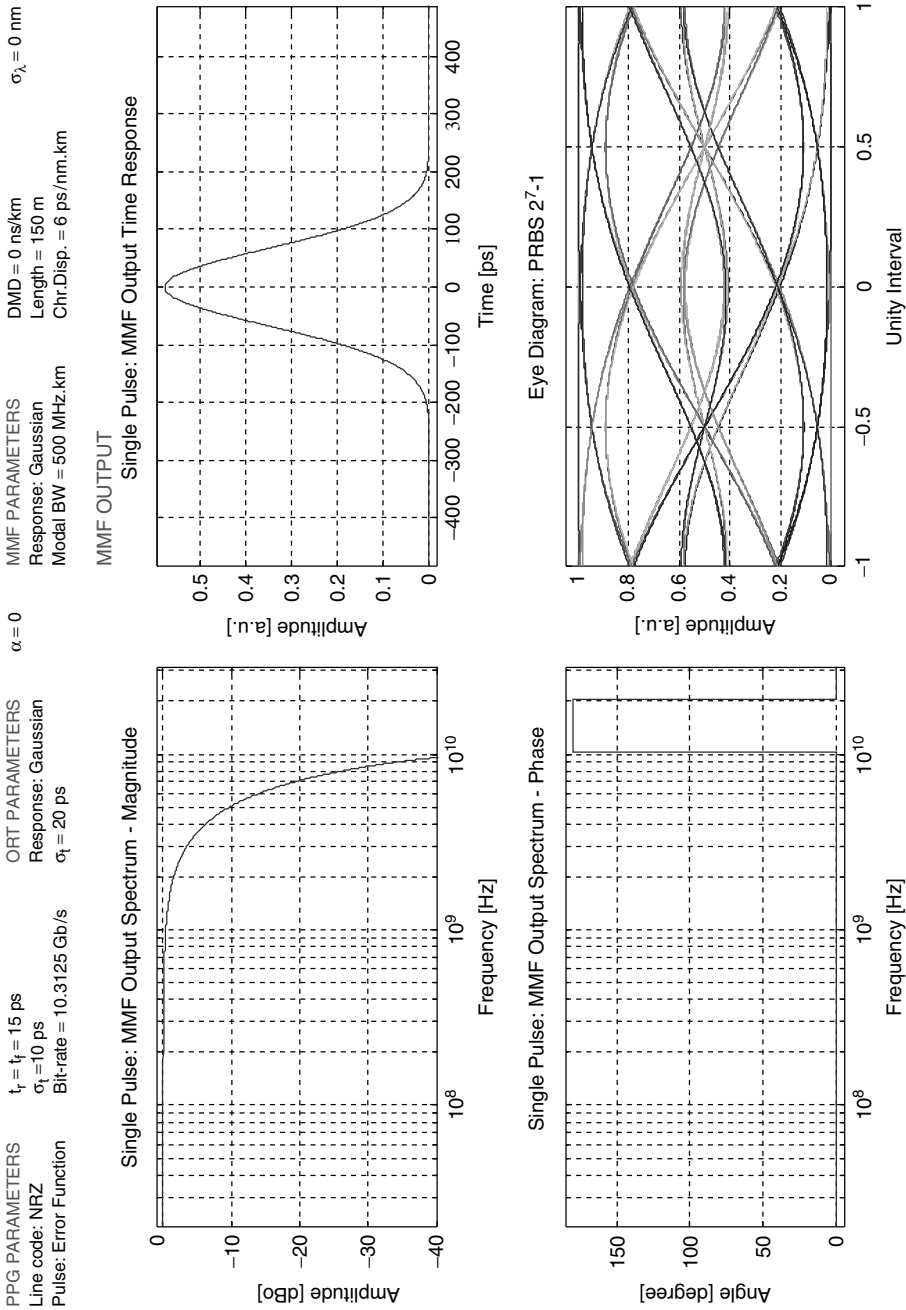 PPG PARAMETERS
Line code: NRZ
Pulse: Error Function
t_r = t_f = 15 ps
σ_t =10 ps
Bit-rate = 10.3125 Gb/s
ORT PARAMETERS
Response: Gaussian
σ_t = 20 ps
α = 0
MMF PARAMETERS
Response: Gaussian
Modal BW = 500 MHz.km
DMD = 0 ns/km
Length = 150 m
Chr.Disp. = 6 ps/nm.km
σ_λ = 0 nm
MMF OUTPUT
Single Pulse: MMF Output Spectrum - Magnitude
0
−10
−20
−30
−40
Amplitude [dBo]
10^8
10^9
10^10
Frequency [Hz]
Single Pulse: MMF Output Time Response
0.5
0.4
0.3
0.2
0.1
0
Amplitude [a.u.]
−400
−300
−200
−100
0
100
200
300
400
Time [ps]
Single Pulse: MMF Output Spectrum - Phase
150
100
50
0
Angle [degree]
10^8
10^9
10^10
Frequency [Hz]
Eye Diagram: PRBS 2^7-1
1
0.8
0.6
0.4
0.2
0
Amplitude [a.u.]
−1
−0.5
0
0.5
1
Unity Interval